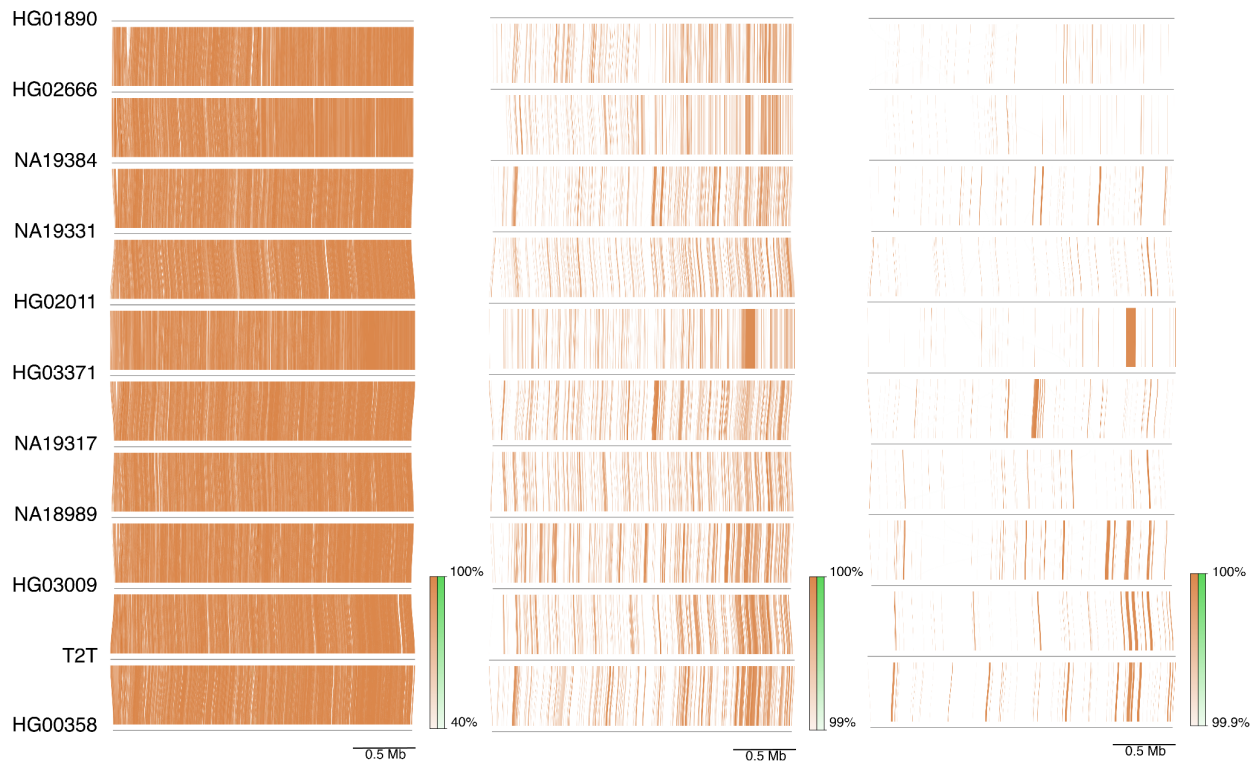 HG01890
HG02666
NA19384
NA19331
HG02011
HG03371
NA19317
NA18989
HG03009
T2T
HG00358
100%
40%
0.5 Mb
100%
99%
0.5 Mb
100%
99.9%
0.5 Mb